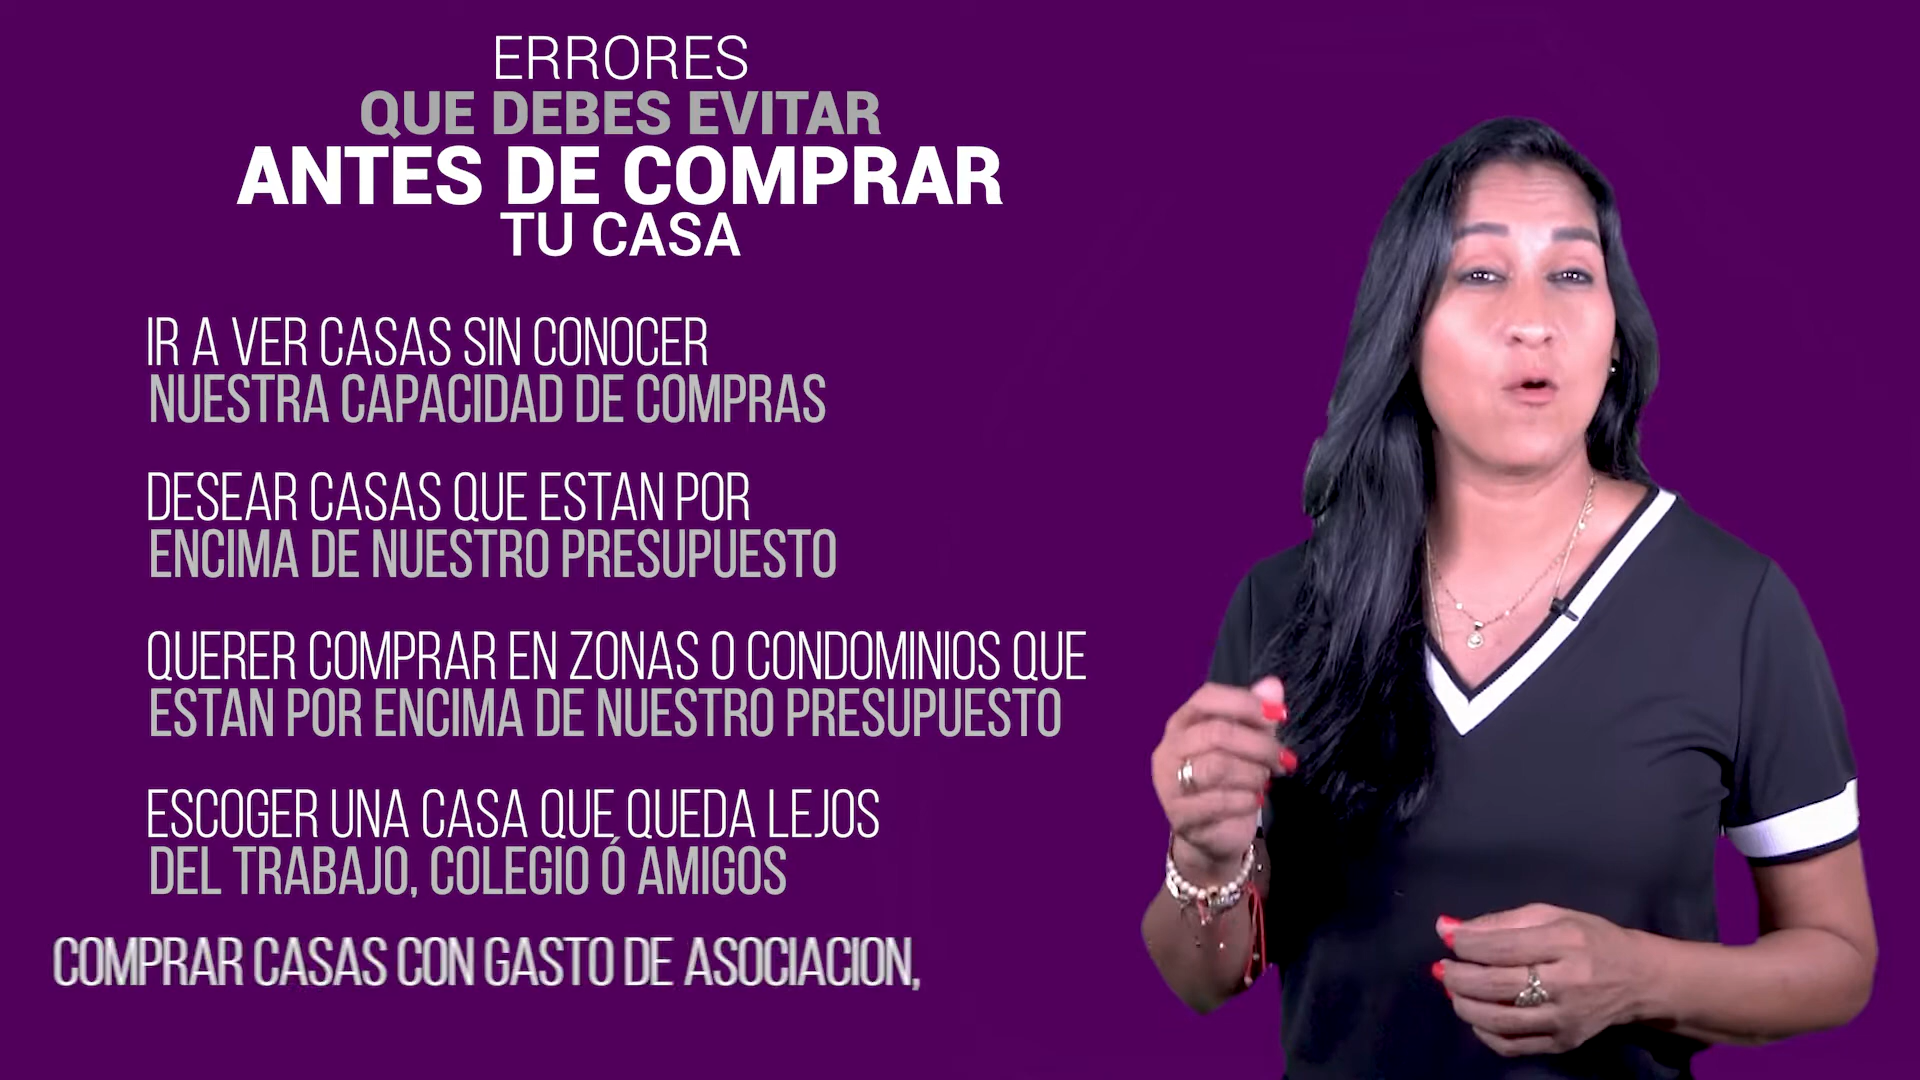 ERRORES
QUE DEBES EVITAR
ANTES DE COMPRAR
TU CASA
IR A VER CASAS SIN CONOCER
NUESTRA CAPACIDAD DE COMPRAS
DESEAR CASAS QUE ESTAN POR
ENCIMA DE NUESTRO PRESUPUESTO
QUERER COMPRAR EN ZONAS O CONDOMINIOS QUE
ESTAN POR ENCIMA DE NUESTRO PRESUPUESTO
ESCOGER UNA CASA QUE QUEDA LEJOS
DEL TRABAJO, COLEGIO Ó AMIGOS
COMPRAR CASAS CON GASTO DE ASOCIACION,